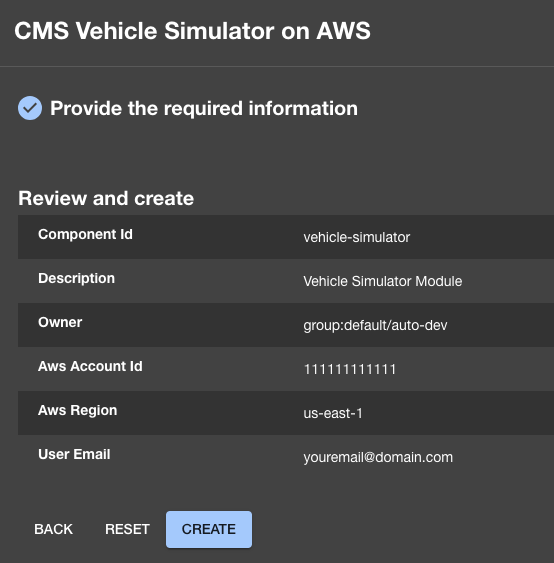 CMS Vehicle Simulator on AWS
Provide the required information
Review and create
Component Id vehicle-simulator
Description Vehicle Simulator Module
Owner group:default/auto-dev
Aws Account Id 111111111111
Aws Region us-east-1
User Email youremail@domain.com
BACK RESET CREATE